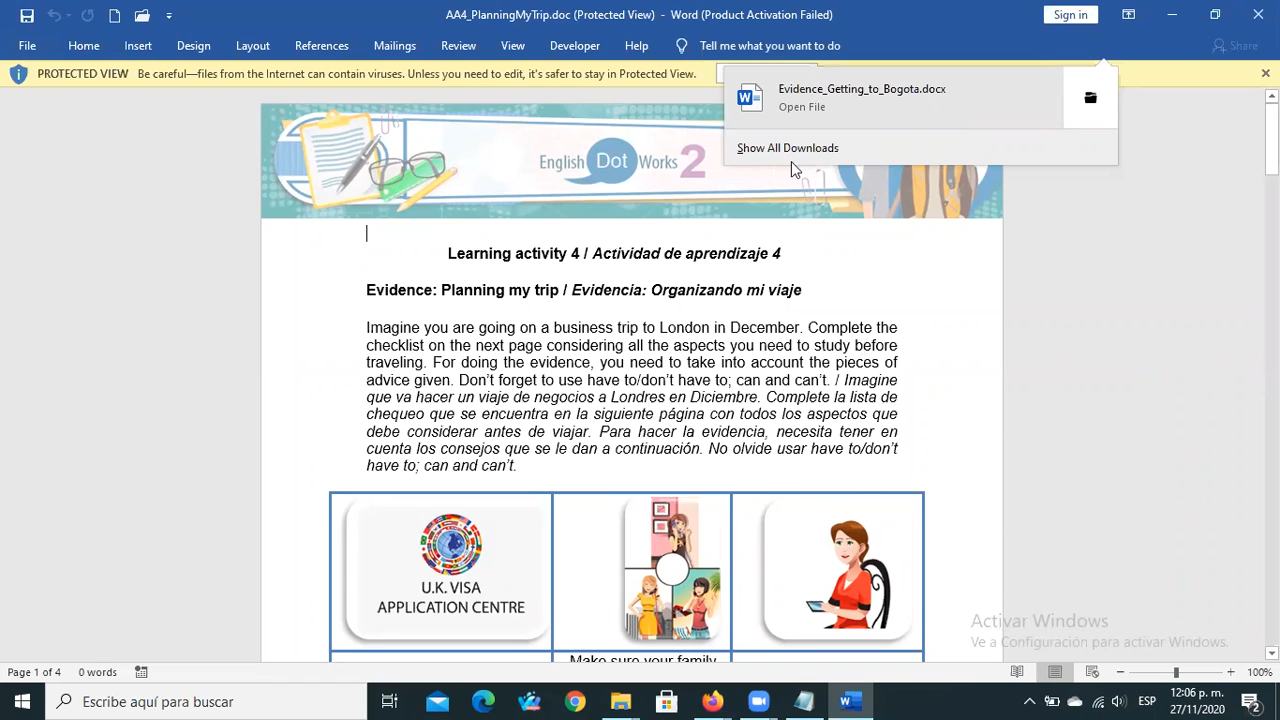 AA4_PlanningMyTrip.doc (Protected View) - Word (Product Activation Failed)
Sign in
File Home Insert Design Layout References Mailings Review View Developer Help Tell me what you want to do Share
PROTECTED VIEW Be careful—files from the Internet can contain viruses. Unless you need to edit, it's safer to stay in Protected View.
Evidence_Getting_to_Bogota.docx
Open File
Show All Downloads
English Dot Works 2
Learning activity 4 / Actividad de aprendizaje 4
Evidence: Planning my trip / Evidencia: Organizando mi viaje
Imagine you are going on a business trip to London in December. Complete the
checklist on the next page considering all the aspects you need to study before
traveling. For doing the evidence, you need to take into account the pieces of
advice given. Don't forget to use have to/don't have to; can and can't. / Imagine
que va hacer un viaje de negocios a Londres en Diciembre. Complete la lista de
chequeo que se encuentra en la siguiente página con todos los aspectos que
debe considerar antes de viajar. Para hacer la evidencia, necesita tener en
cuenta los consejos que se le dan a continuación. No olvide usar have to/don't
have to; can and can't.
U.K. VISA
APPLICATION CENTRE
Make sure your family
Activar Windows
Ve a Configuración para activar Windows.
Page 1 of 4 0 words 100%
Escribe aquí para buscar
ESP
12:06 p. m.
27/11/2020
2